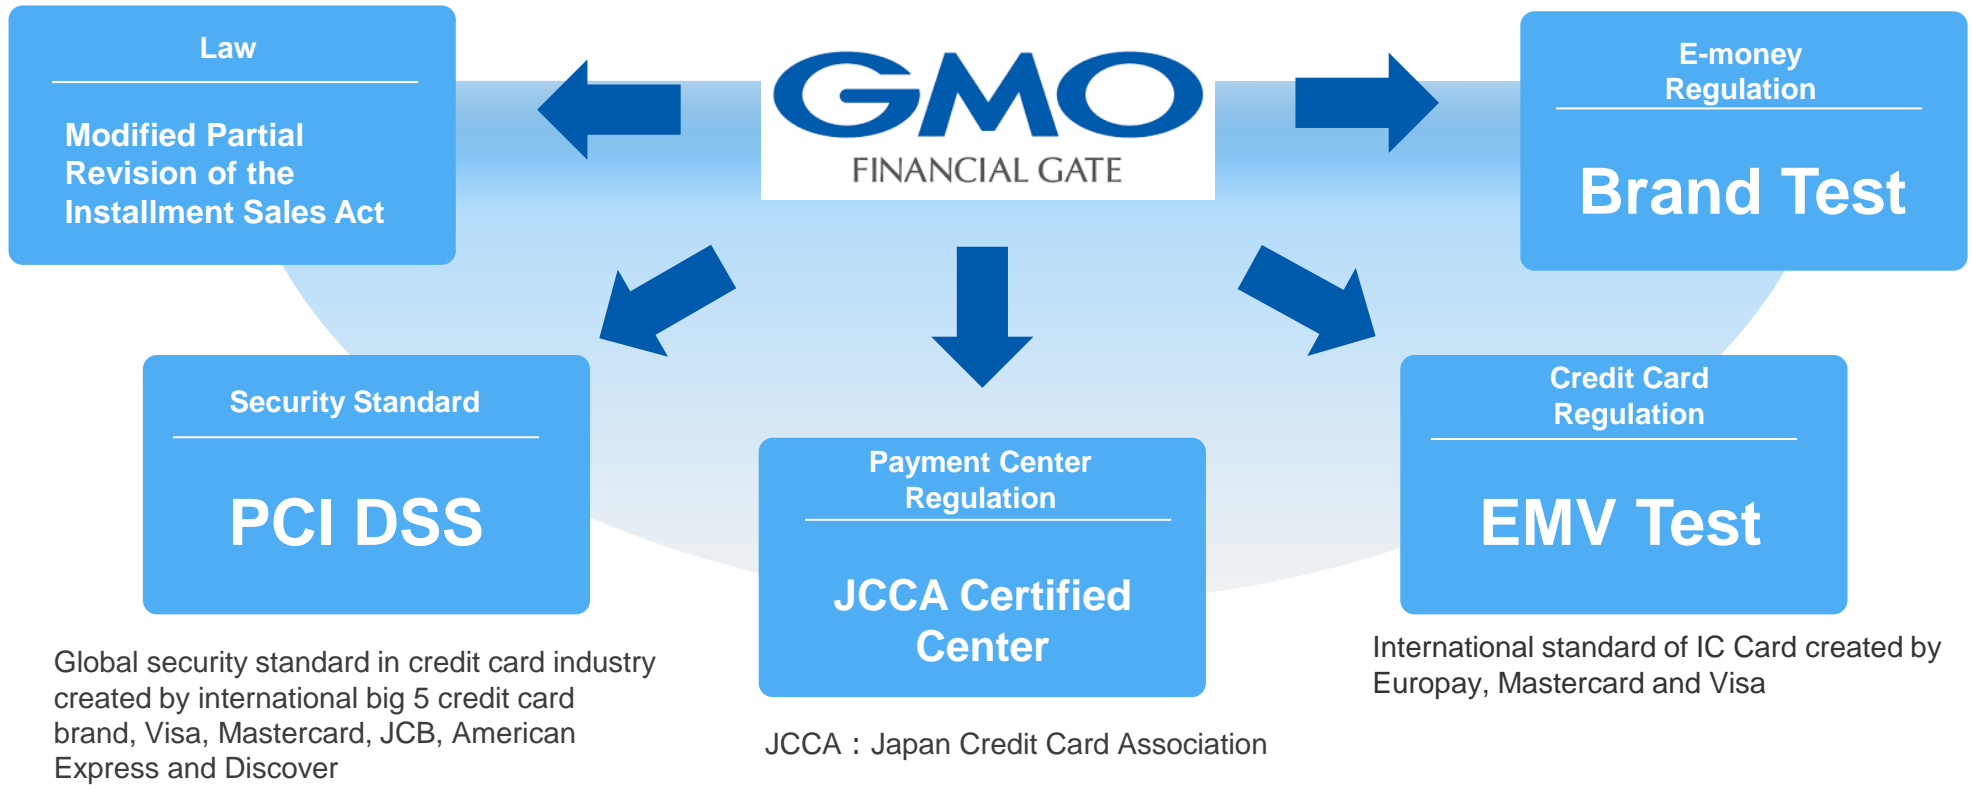 Law
Modified Partial
Revision of the
Installment Sales Act
GMO
FINANCIAL GATE
E-money
Regulation
Brand Test
Security Standard
PCI DSS
Global security standard in credit card industry
created by international big 5 credit card
brand, Visa, Mastercard, JCB, American
Express and Discover
Payment Center
Regulation
JCCA Certified
Center
JCCA：Japan Credit Card Association
Credit Card
Regulation
EMV Test
International standard of IC Card created by
Europay, Mastercard and Visa